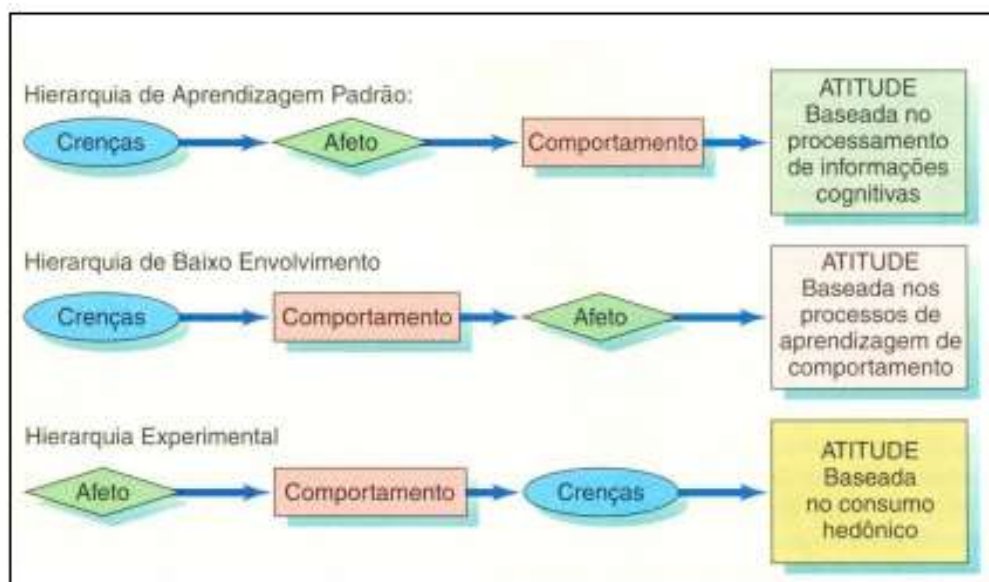 Hierarquia de Aprendizagem Padrão:
Crenças
Afeto
Comportamento
ATITUDE
Baseada no
processamento
de informações
cognitivas
Hierarquia de Baixo Envolvimento
Crenças
Comportamento
Afeto
ATITUDE
Baseada nos
processos de
aprendizagem de
comportamento
Hierarquia Experimental
Afeto
Comportamento
Crenças
ATITUDE
Baseada
no consumo
hedônico